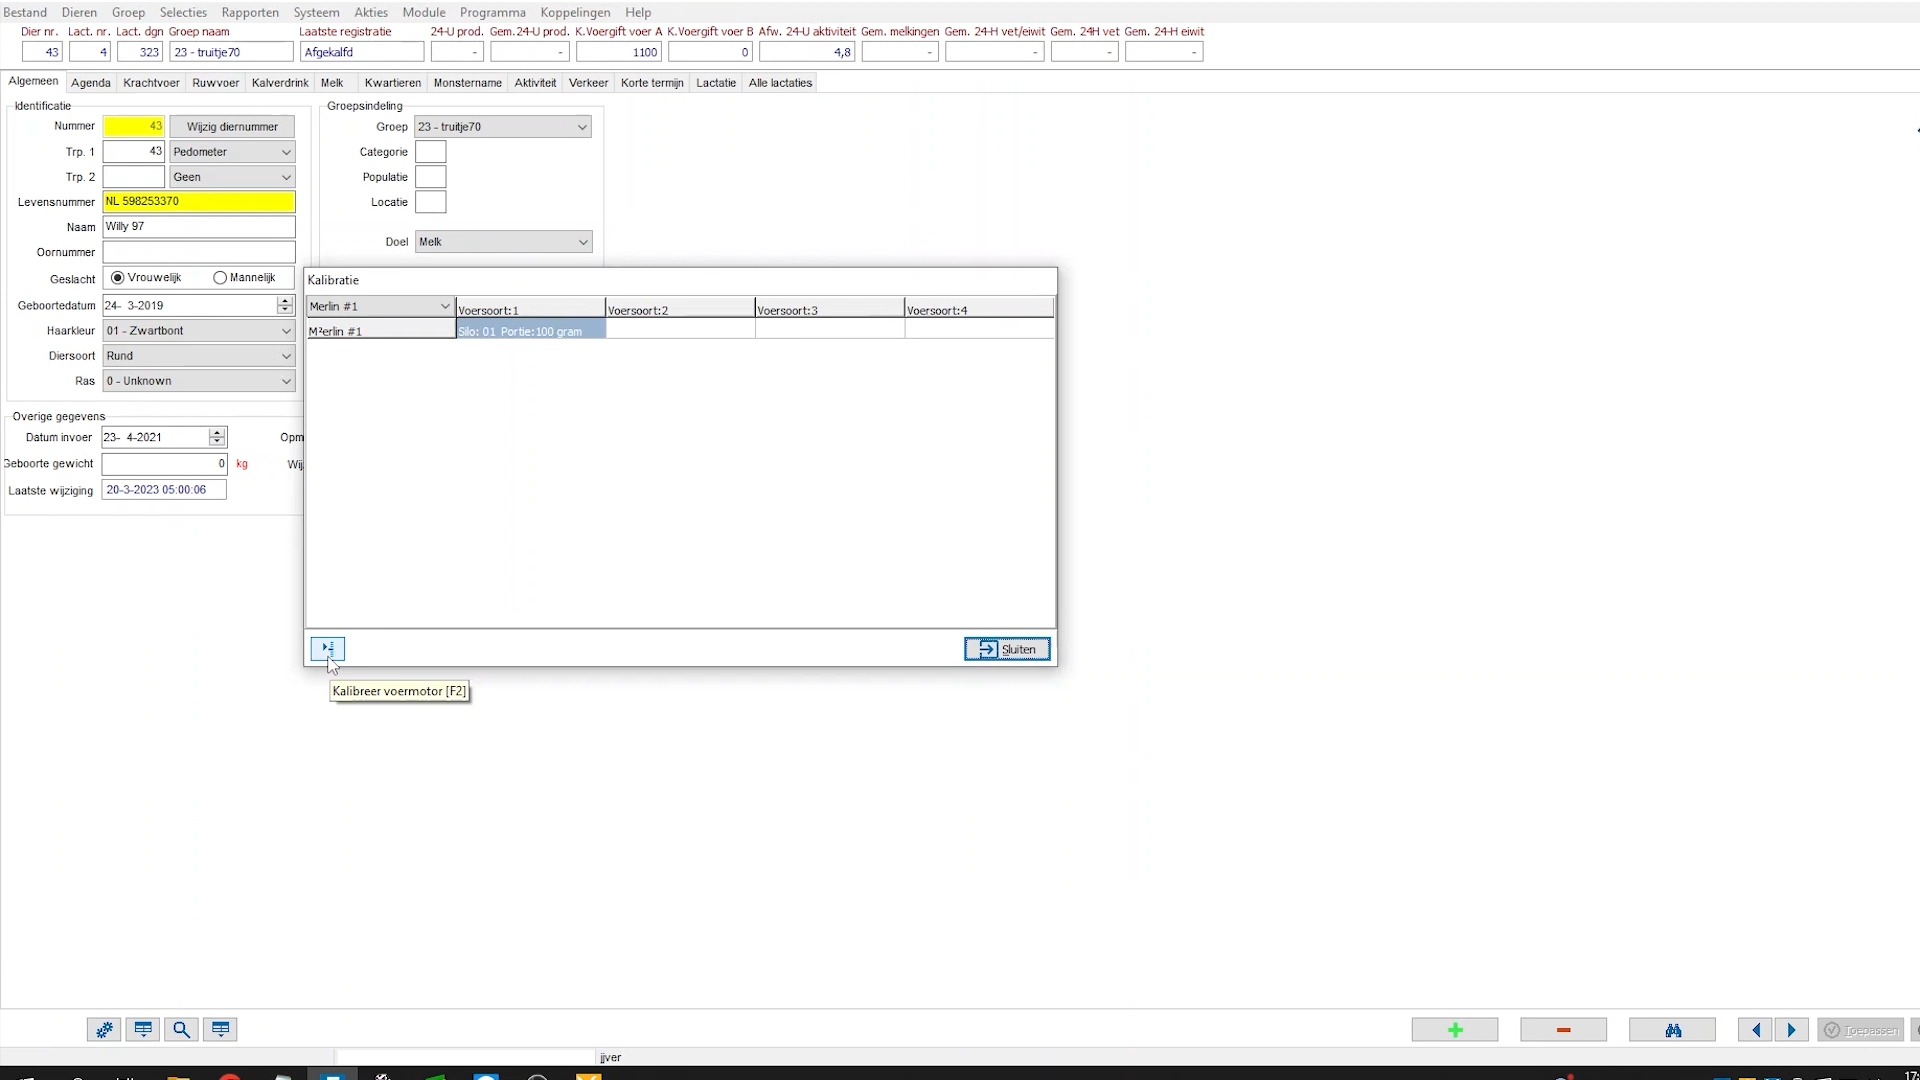 Bestand Dieren Groep Selecties Rapporten Systeem Akties Module Programma Koppelingen Help
Dier nr. Lact. nr. Lact. dgn Groep naam Laatste registratie 24-U prod. Gem.24-U prod. K.Voergift voer A K.Voergift voer B Afw. 24-U aktiviteit Gem. melkingen Gem. 24-H vet/eiwit Gem. 24H vet Gem. 24-H eiwit
43 4 323 23 - truitje70 Afgekalfd - - 1100 0 4,8 - - - -
Algemeen Agenda Krachtvoer Ruwvoer Kalverdrink Melk Kwartieren Monstername Aktiviteit Verkeer Korte termijn Lactatie Alle lactaties
Identificatie Groepsindeling
Nummer 43 Wijzig diernummer Groep 23 - truitje70
Trp. 1 43 Pedometer Categorie
Trp. 2 Geen Populatie
Levensnummer NL 598253370 Locatie
Naam Willy 97
Doel Melk
Oornummer
Geslacht Vrouwelijk Mannelijk
Geboortedatum 24- 3-2019
Haarkleur 01 - Zwartbont
Diersoort Rund
Ras 0 - Unknown
Overige gegevens
Datum invoer 23- 4-2021 Opm
Geboorte gewicht 0 kg Wij
Laatste wijziging 20-3-2023 05:00:06
Kalibratie
Merlin #1 Voersoort:1 Voersoort:2 Voersoort:3 Voersoort:4
M²erlin #1 Silo: 01 Portie:100 gram
Sluiten
Kalibreer voermotor [F2]
Toepassen
jjver
17: